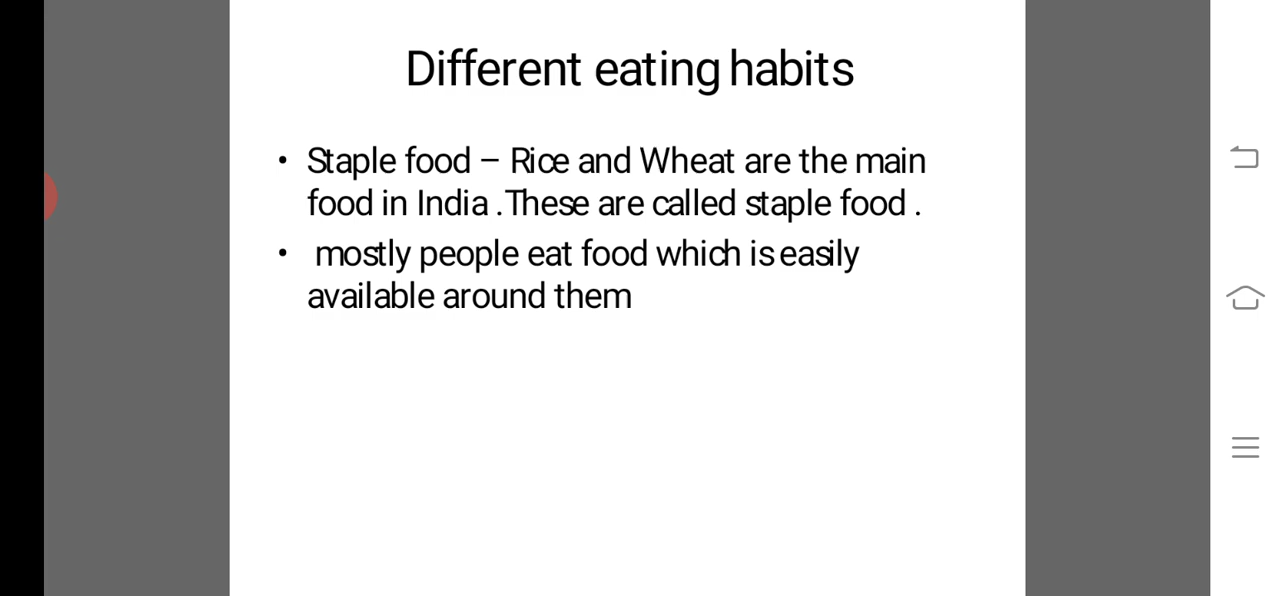 Different eating habits
• Staple food – Rice and Wheat are the main
food in India .These are called staple food .
• mostly people eat food which is easily
available around them